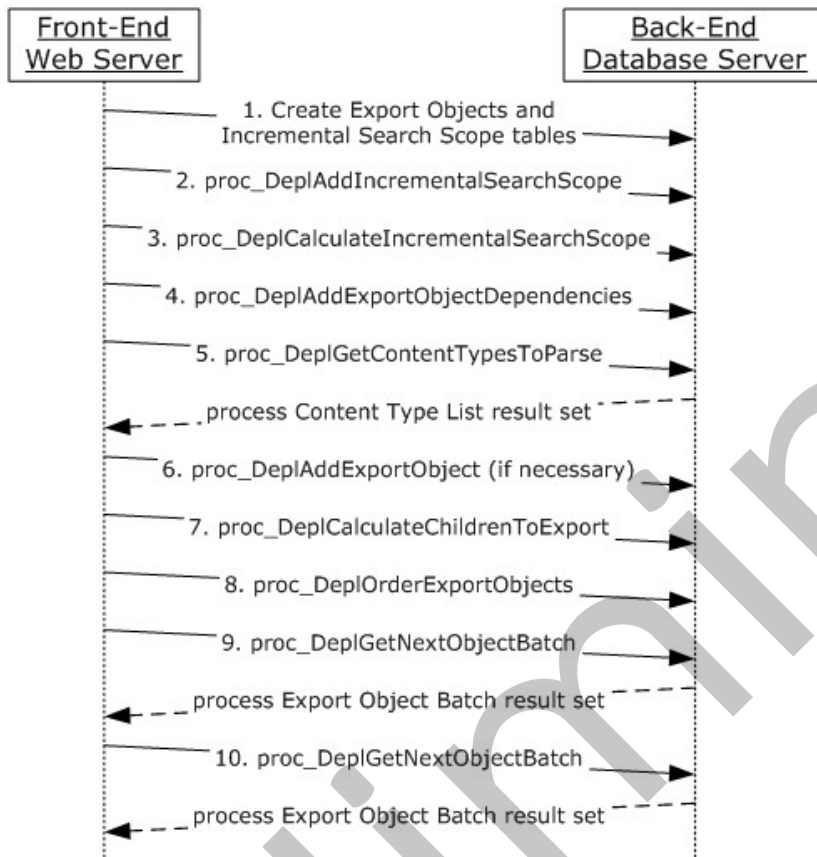 Front-End
Web Server
Back-End
Database Server
1. Create Export Objects and
Incremental Search Scope tables
2. proc_DeplAddIncrementalSearchScope
3. proc_DeplCalculateIncrementalSearchScope
4. proc_DeplAddExportObjectDependencies
5. proc_DeplGetContentTypesToParse
process Content Type List result set
6. proc_DeplAddExportObject (if necessary)
7. proc_DeplCalculateChildrenToExport
8. proc_DeplOrderExportObjects
9. proc_DeplGetNextObjectBatch
process Export Object Batch result set
10. proc_DeplGetNextObjectBatch
process Export Object Batch result set